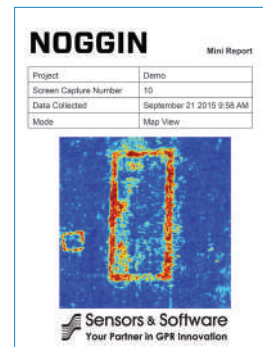 NOGGIN
Mini Report
Project Demo
Screen Capture Number 10
Data Collected September 21 2015 9:58 AM
Mode Map View
Sensors & Software
Your Partner in GPR Innovation